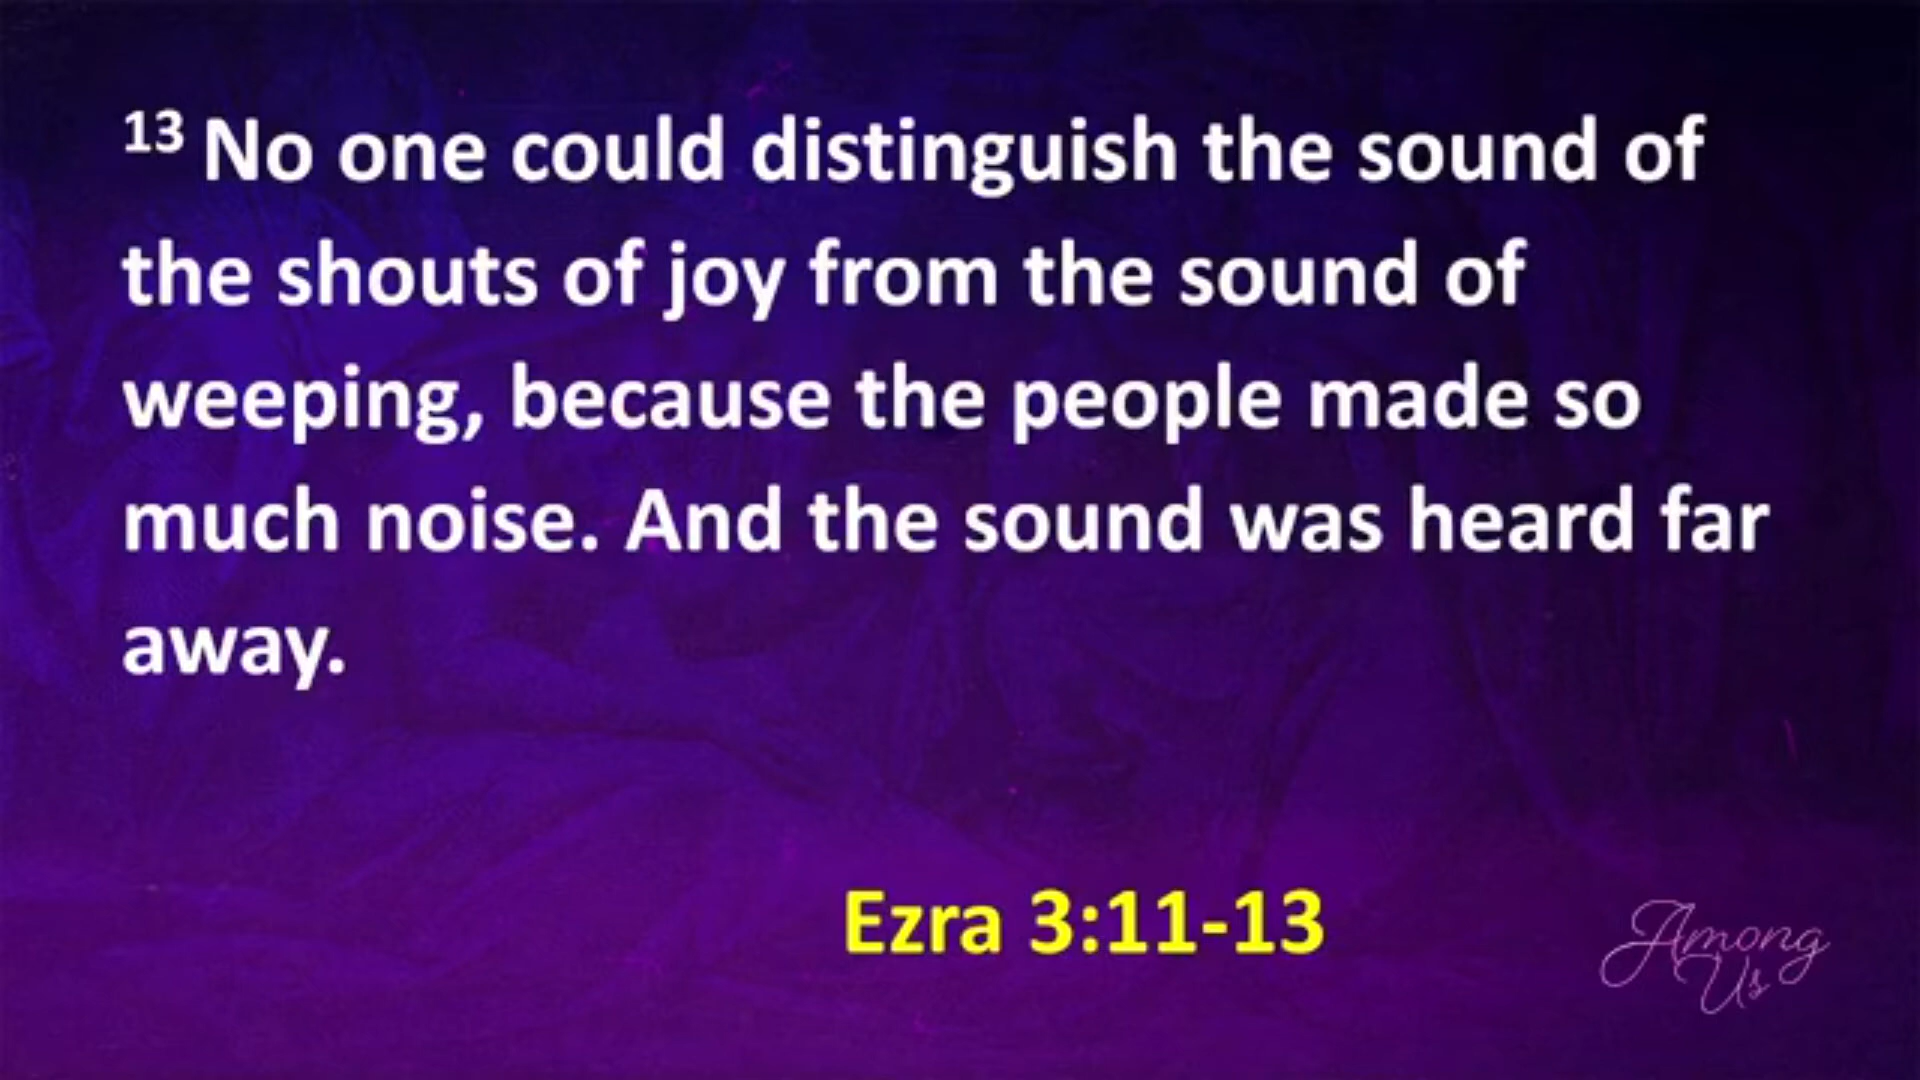 13 No one could distinguish the sound of
the shouts of joy from the sound of
weeping, because the people made so
much noise. And the sound was heard far
away.
Ezra 3:11-13
Among
Us